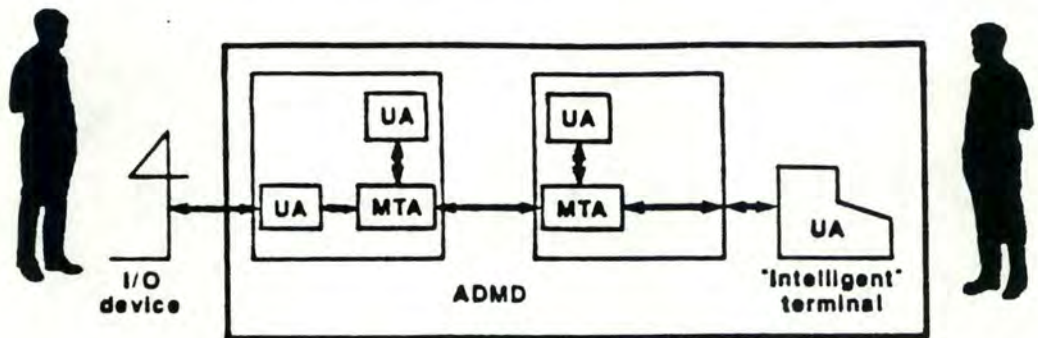 UA
UA
UA
MTA
MTA
UA
I/O
device
ADMD
"Intelligent"
terminal